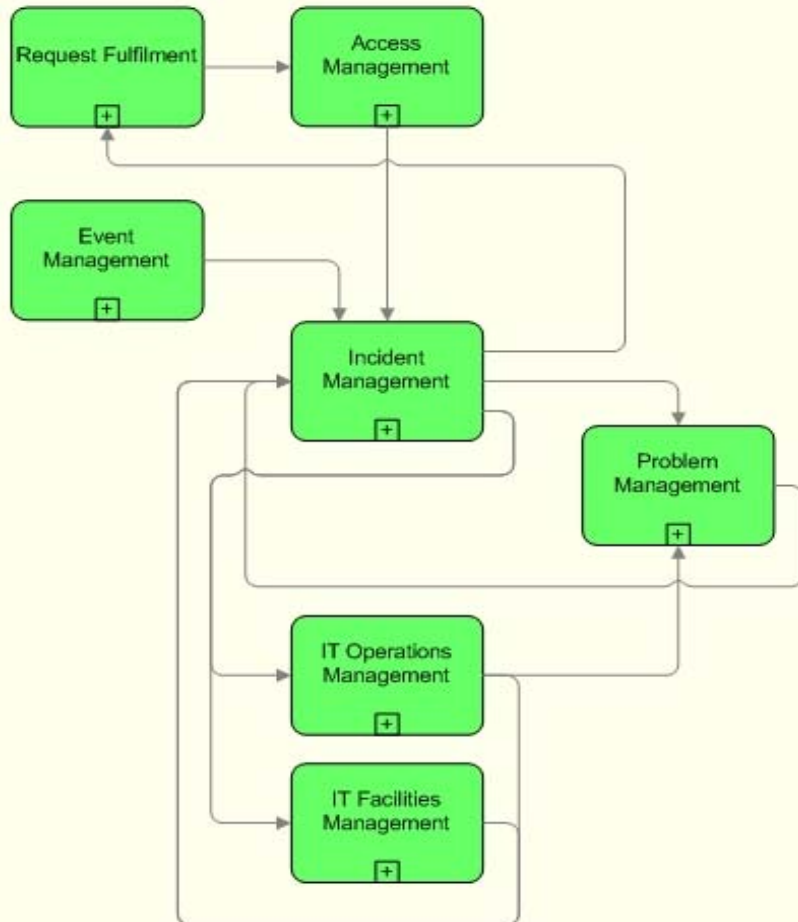 Request Fulfilment
+
Access
Management
+
Event
Management
+
Incident
Management
+
Problem
Management
+
IT Operations
Management
+
IT Facilities
Management
+